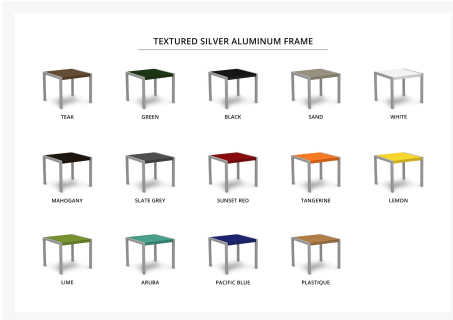 TEXTURED SILVER ALUMINUM FRAME
TEAK
GREEN
BLACK
SAND
WHITE
MAHOGANY
SLATE GREY
SUNSET RED
TANGERINE
LEMON
LIME
ARUBA
PACIFIC BLUE
PLASTIQUE